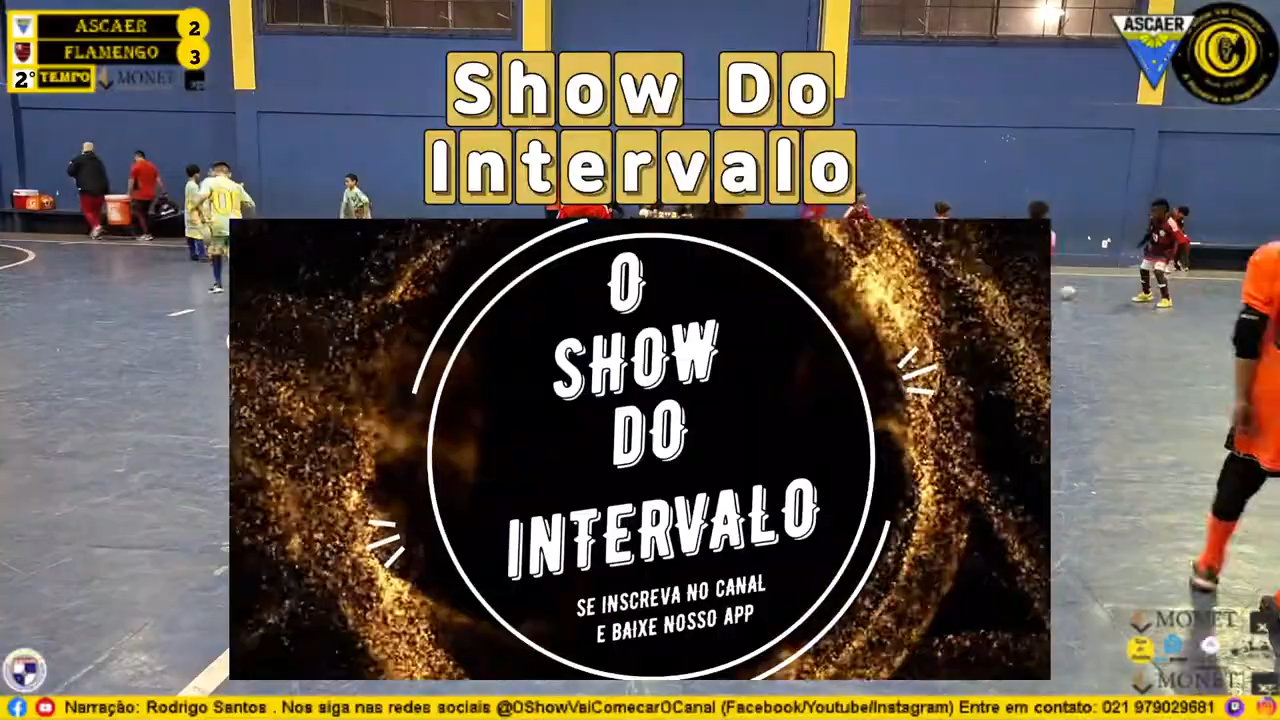 ASCAER 2
FLAMENGO 3
2° TEMPO MONET
ASCAER
Show Do
Intervalo
O
SHOW
DO
INTERVALO
SE INSCREVA NO CANAL
E BAIXE NOSSO APP
MONET
MONET
Narração: Rodrigo Santos . Nos siga nas redes sociais @OShowVaiComecarOCanal (Facebook/Youtube/Instagram) Entre em contato: 021 979029681